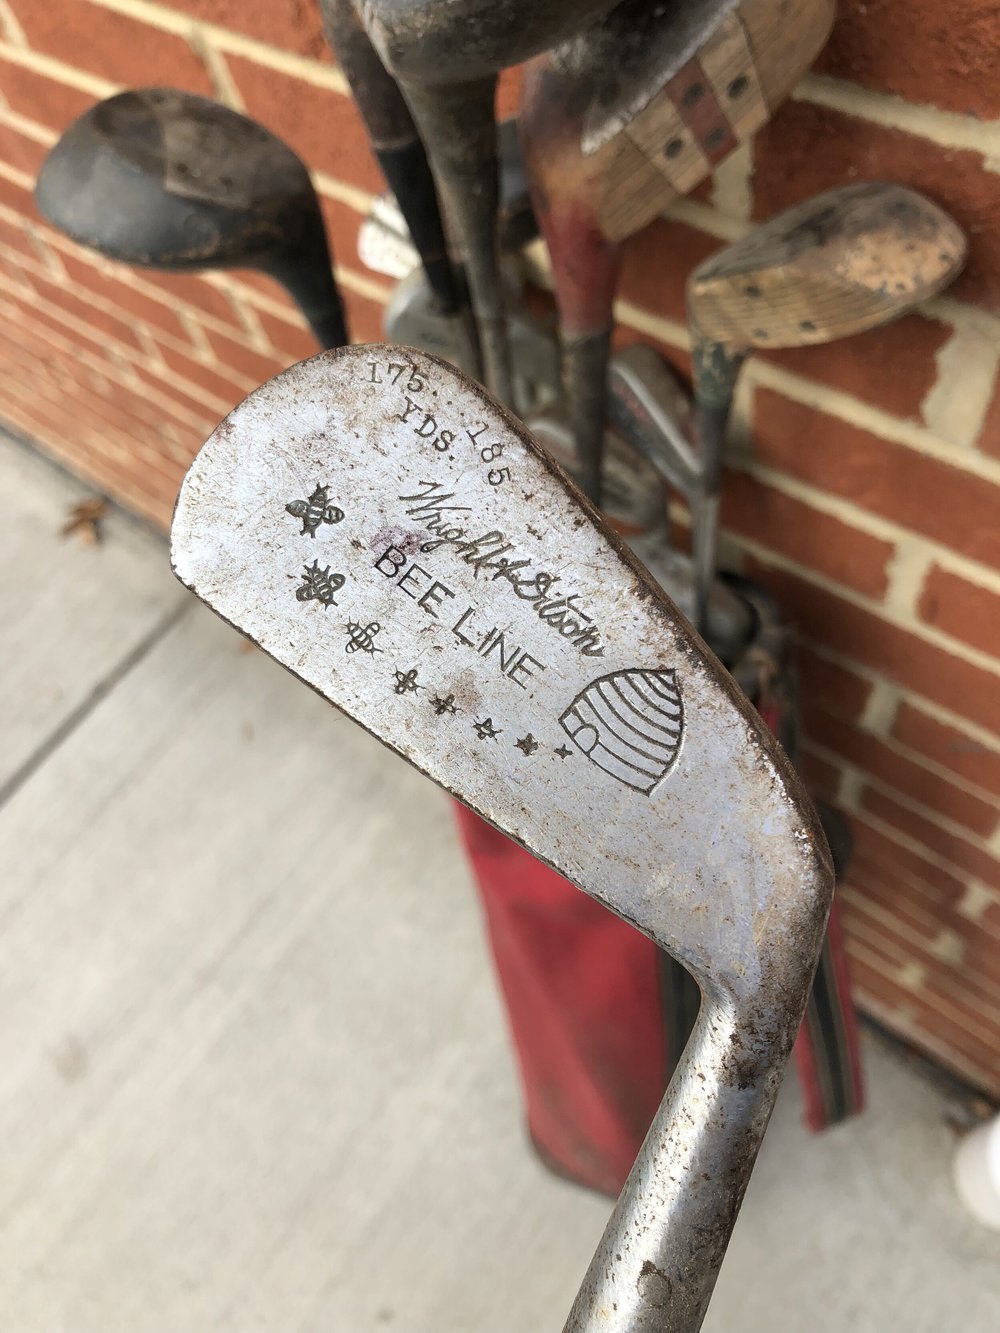 175...185
YDS.
Wright & Ditson
BEE LINE